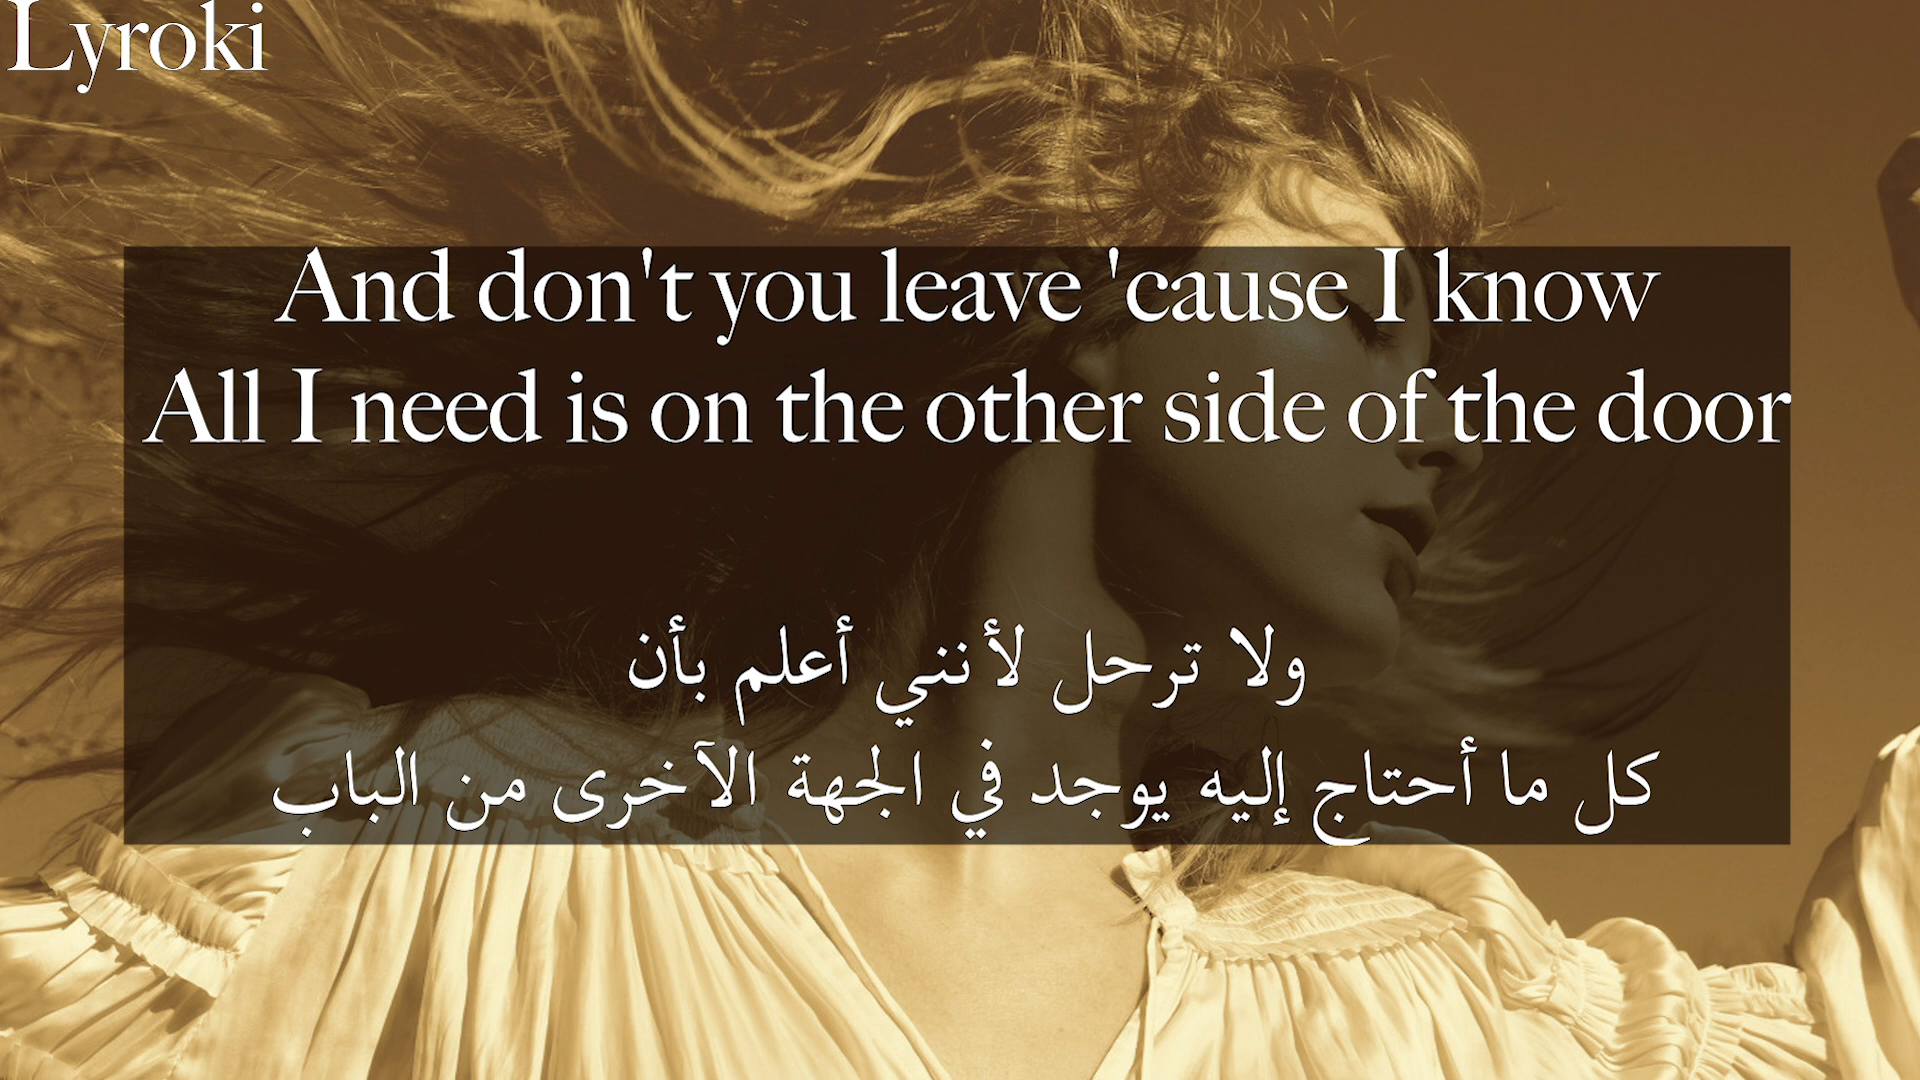 Lyroki
And don't you leave 'cause I know
All I need is on the other side of the door
ولا ترحل لأنني أعلم بأن
كل ما أحتاج إليه يوجد في الجهة الآخرى من الباب